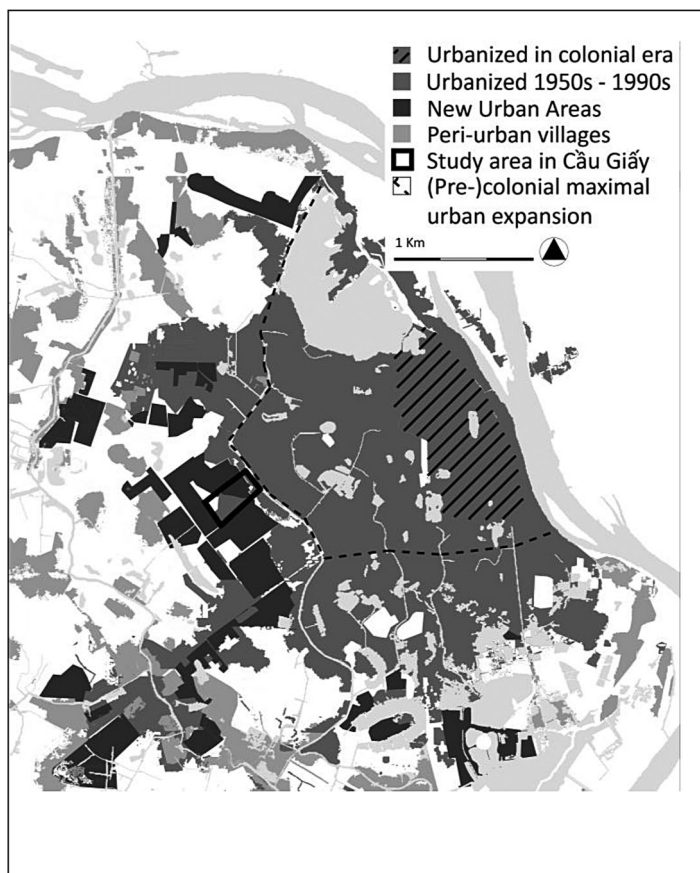 Urbanized in colonial era
Urbanized 1950s - 1990s
New Urban Areas
Peri-urban villages
Study area in Cầu Giấy
(Pre-)colonial maximal
urban expansion
1 Km